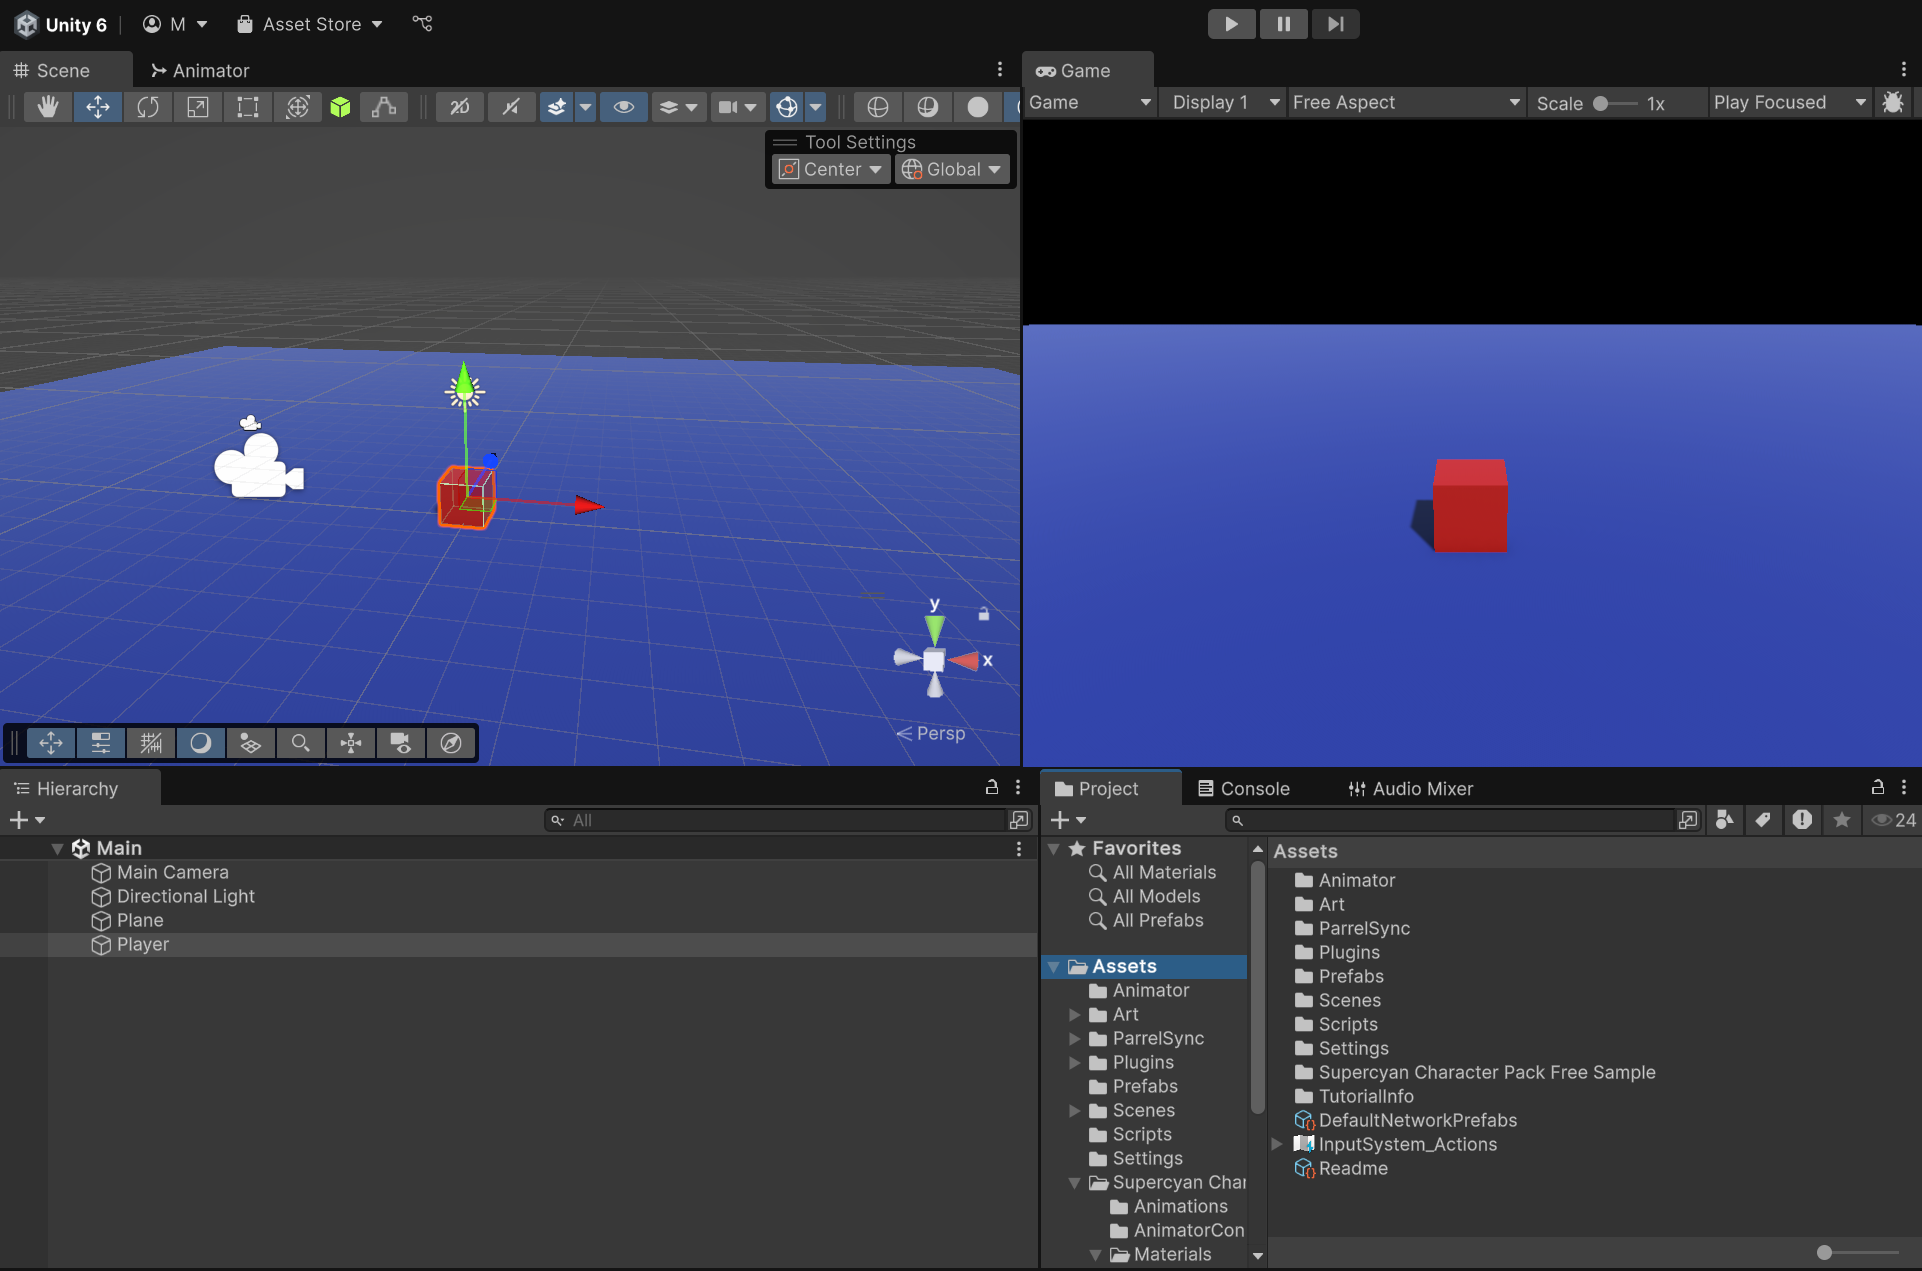 Unity 6 M Asset Store
Scene Animator
2D
Tool Settings
Center Global
y
x
Persp
Game
Game Display 1 Free Aspect Scale 1x Play Focused
Hierarchy
All
Main
Main Camera
Directional Light
Plane
Player
Project Console Audio Mixer
24
Favorites
All Materials
All Models
All Prefabs
Assets
Animator
Art
ParrelSync
Plugins
Prefabs
Scenes
Scripts
Settings
Supercyan Char
Animations
AnimatorCon
Materials
Assets
Animator
Art
ParrelSync
Plugins
Prefabs
Scenes
Scripts
Settings
Supercyan Character Pack Free Sample
TutorialInfo
DefaultNetworkPrefabs
InputSystem_Actions
Readme